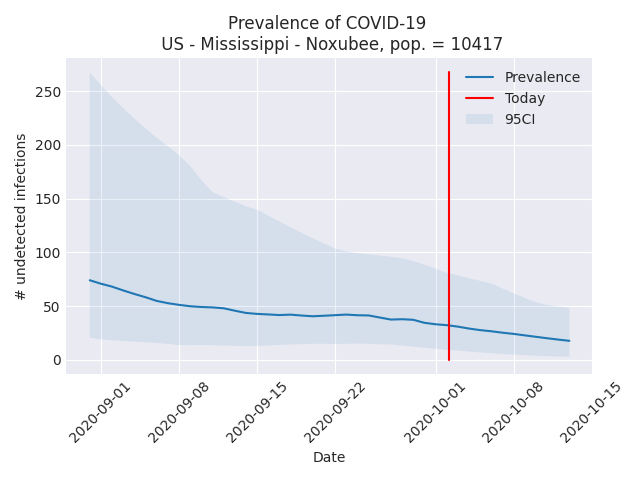 Prevalence of COVID-19
US - Mississippi - Noxubee, pop. = 10417
Prevalence
Today
95CI
# undetected infections
250
200
150
100
50
0
2020-09-01
2020-09-08
2020-09-15
2020-09-22
2020-10-01
2020-10-08
2020-10-15
Date